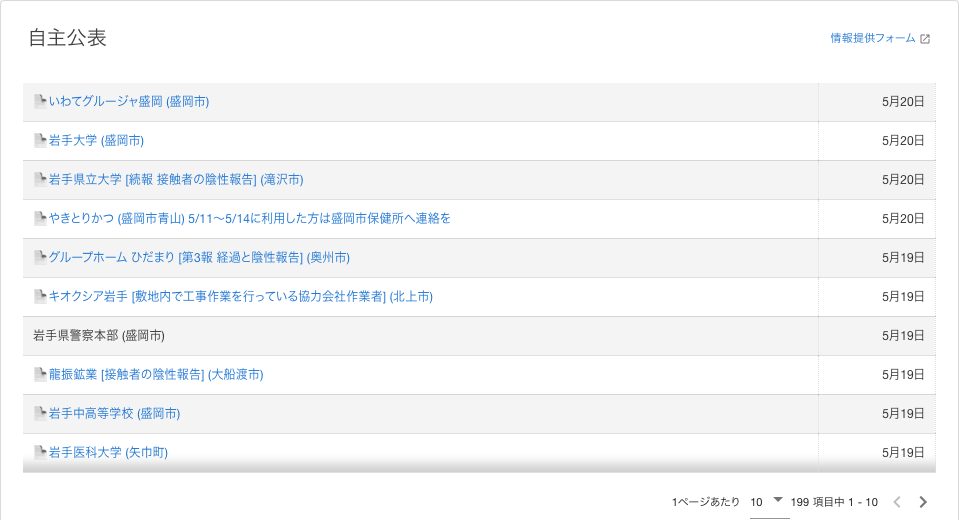 自主公表
情報提供フォーム
いわてグルージャ盛岡 (盛岡市) 5月20日
岩手大学 (盛岡市) 5月20日
岩手県立大学 [続報 接触者の陰性報告] (滝沢市) 5月20日
やきとりかつ (盛岡市青山) 5/11〜5/14に利用した方は盛岡市保健所へ連絡を 5月20日
グループホーム ひだまり [第3報 経過と陰性報告] (奥州市) 5月19日
キオクシア岩手 [敷地内で工事作業を行っている協力会社作業者] (北上市) 5月19日
岩手県警察本部 (盛岡市) 5月19日
龍振鉱業 [接触者の陰性報告] (大船渡市) 5月19日
岩手中高等学校 (盛岡市) 5月19日
岩手医科大学 (矢巾町) 5月19日
1ページあたり 10 199 項目中 1 - 10